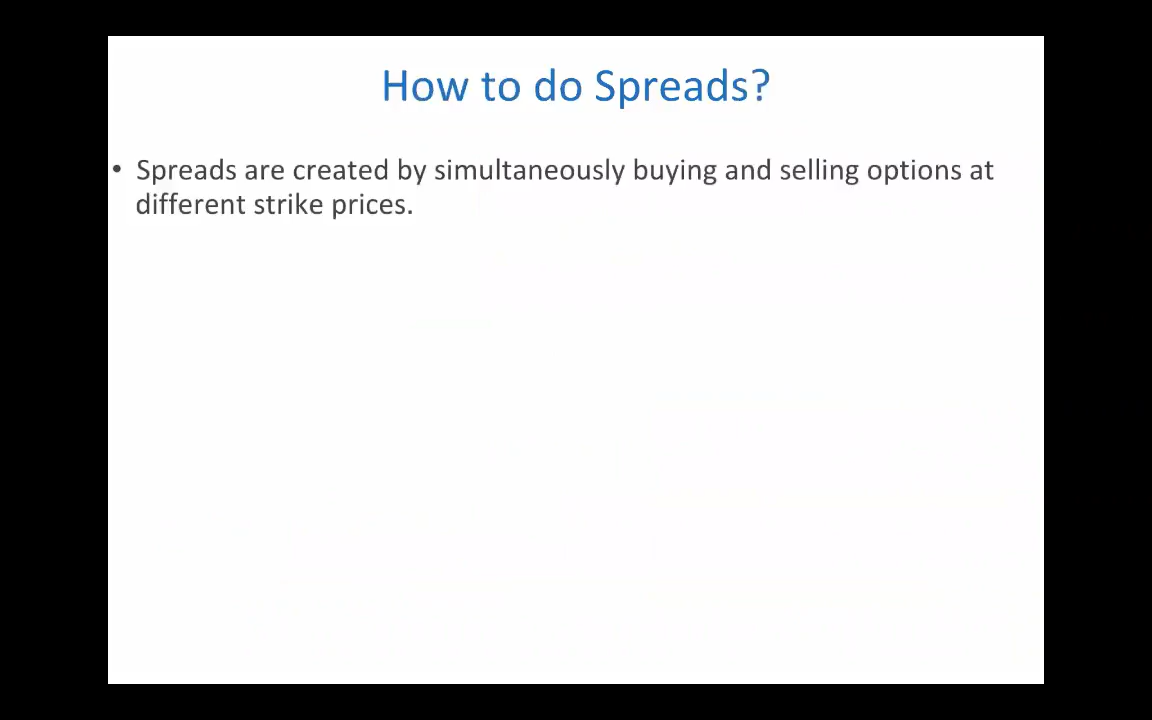 How to do Spreads?
• Spreads are created by simultaneously buying and selling options at
different strike prices.